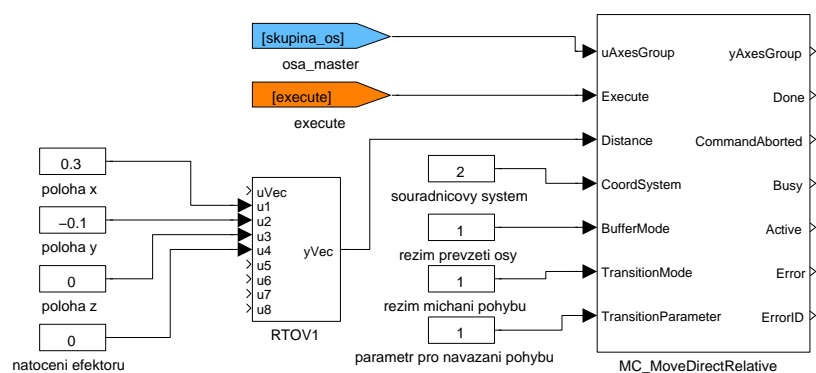 [skupina_os]
osa_master
[execute]
execute
0.3
poloha x
−0.1
poloha y
0
poloha z
0
natoceni efektoru
uVec
u1
u2
u3
u4
u5
u6
u7
u8
yVec
RTOV1
2
souradnicovy system
1
rezim prevzeti osy
1
rezim michani pohybu
1
parametr pro navazani pohybu
uAxesGroup
Execute
Distance
CoordSystem
BufferMode
TransitionMode
TransitionParameter
yAxesGroup
Done
CommandAborted
Busy
Active
Error
ErrorID
MC_MoveDirectRelative